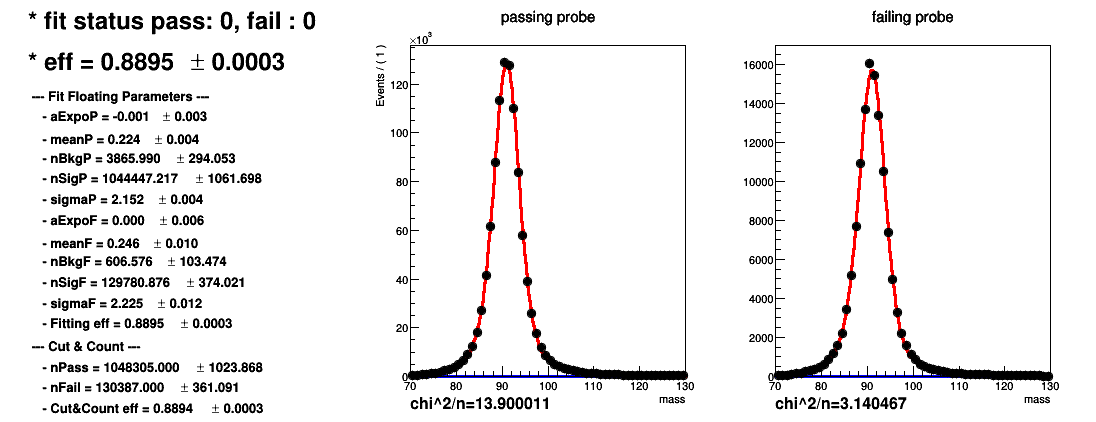 * fit status pass: 0, fail : 0
* eff = 0.8895 ± 0.0003
--- Fit Floating Parameters ---
- aExpoP = -0.001 ± 0.003
- meanP = 0.224 ± 0.004
- nBkgP = 3865.990 ± 294.053
- nSigP = 1044447.217 ± 1061.698
- sigmaP = 2.152 ± 0.004
- aExpoF = 0.000 ± 0.006
- meanF = 0.246 ± 0.010
- nBkgF = 606.576 ± 103.474
- nSigF = 129780.876 ± 374.021
- sigmaF = 2.225 ± 0.012
- Fitting eff = 0.8895 ± 0.0003
--- Cut & Count ---
- nPass = 1048305.000 ± 1023.868
- nFail = 130387.000 ± 361.091
- Cut&Count eff = 0.8894 ± 0.0003
passing probe
×10³
Events / ( 1 )
120
100
80
60
40
20
0
70 80 90 100 110 120 130
mass
chi^2/n=13.900011
failing probe
16000
14000
12000
10000
8000
6000
4000
2000
0
70 80 90 100 110 120 130
mass
chi^2/n=3.140467